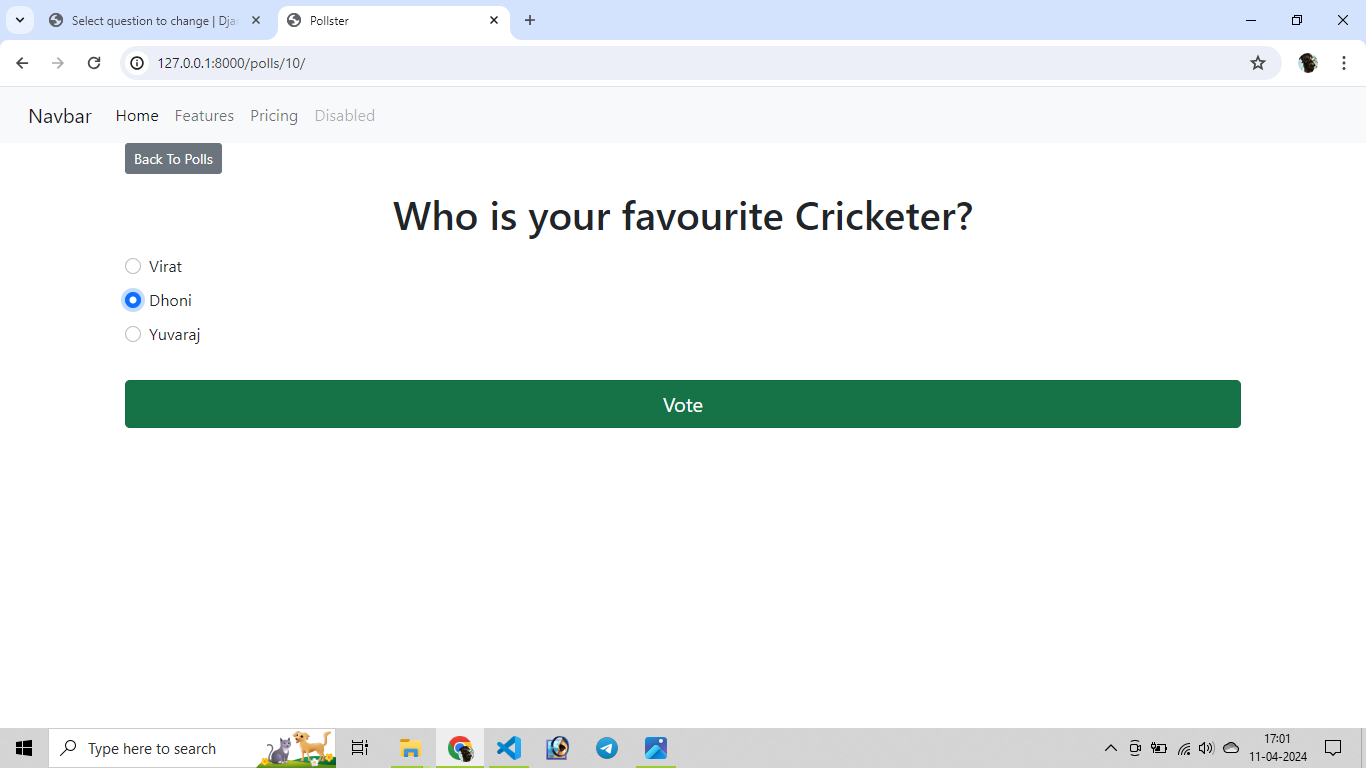 Select question to change | Dja
Pollster
127.0.0.1:8000/polls/10/
Navbar Home Features Pricing Disabled
Back To Polls
Who is your favourite Cricketer?
Virat
Dhoni
Yuvaraj
Vote
Type here to search
17:01
11-04-2024